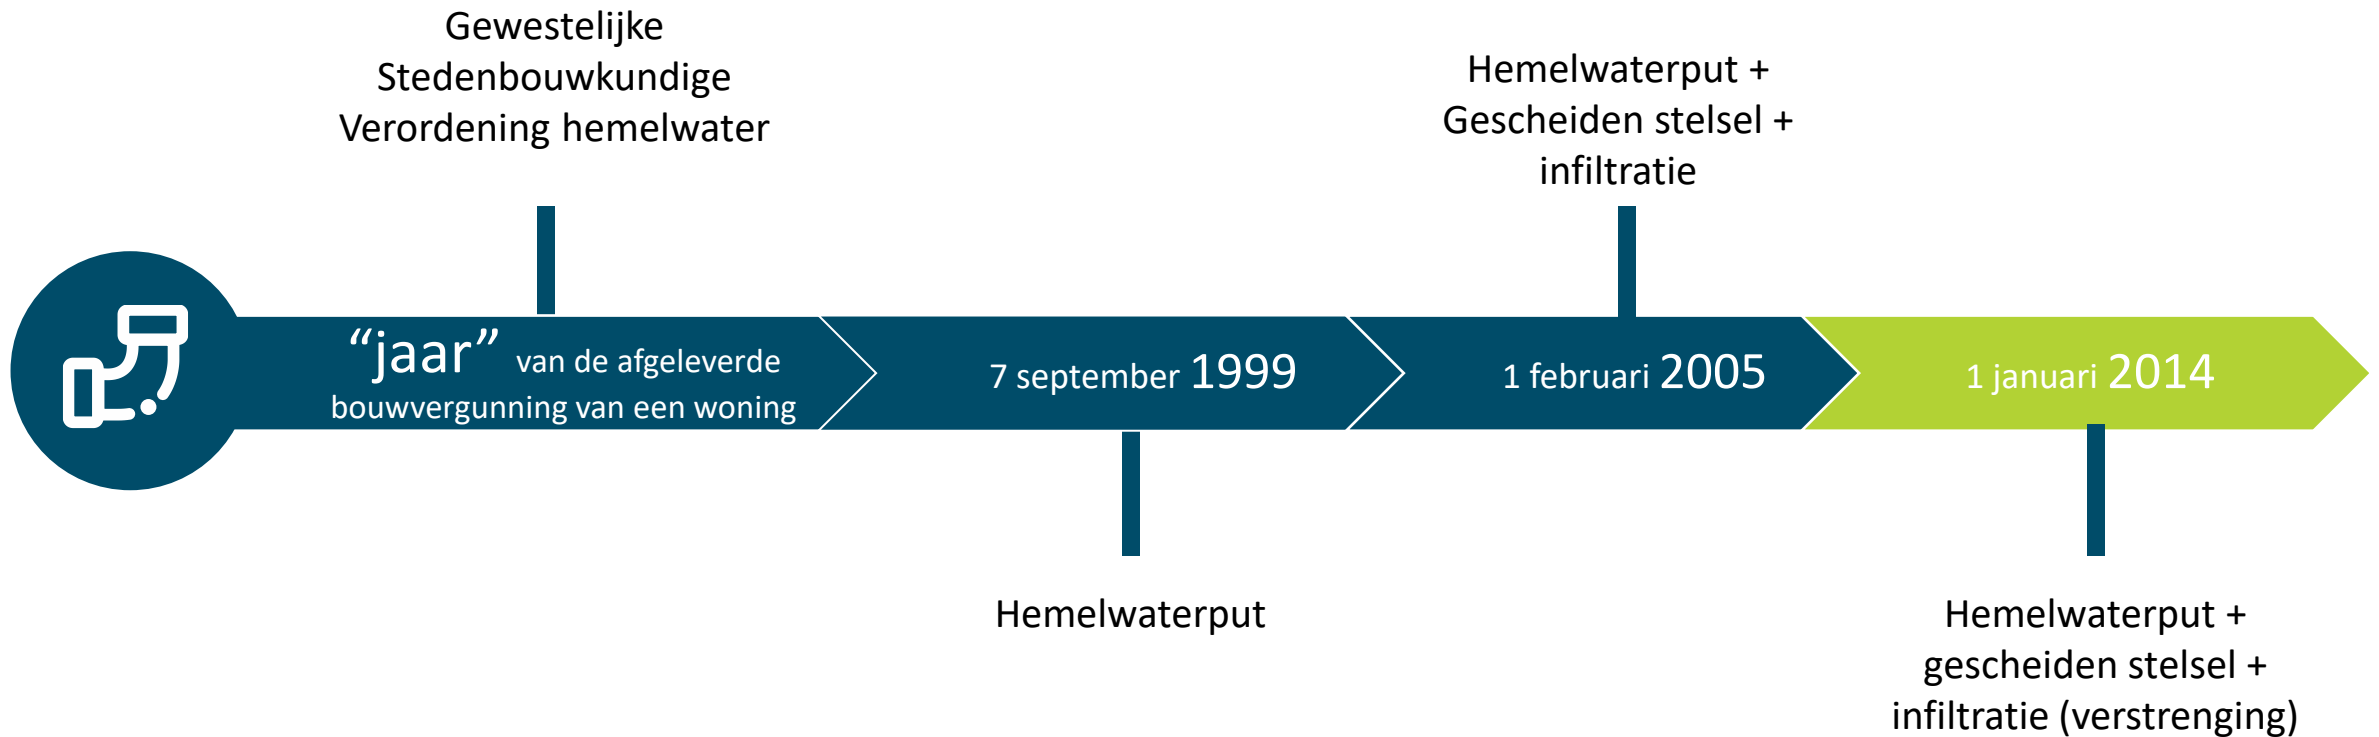 Gewestelijke
Stedenbouwkundige
Verordening hemelwater
Hemelwaterput +
Gescheiden stelsel +
infiltratie
“jaar” van de afgeleverde
bouwvergunning van een woning
7 september 1999
1 februari 2005
1 januari 2014
Hemelwaterput
Hemelwaterput +
gescheiden stelsel +
infiltratie (verstrenging)